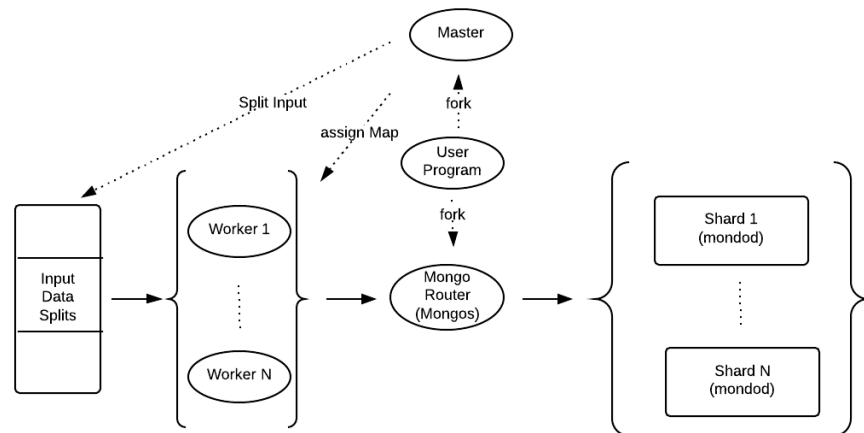 Master
Split Input
fork
assign Map
User
Program
fork
Worker 1
Shard 1
(mondod)
Input
Data
Splits
Mongo
Router
(Mongos)
Worker N
Shard N
(mondod)